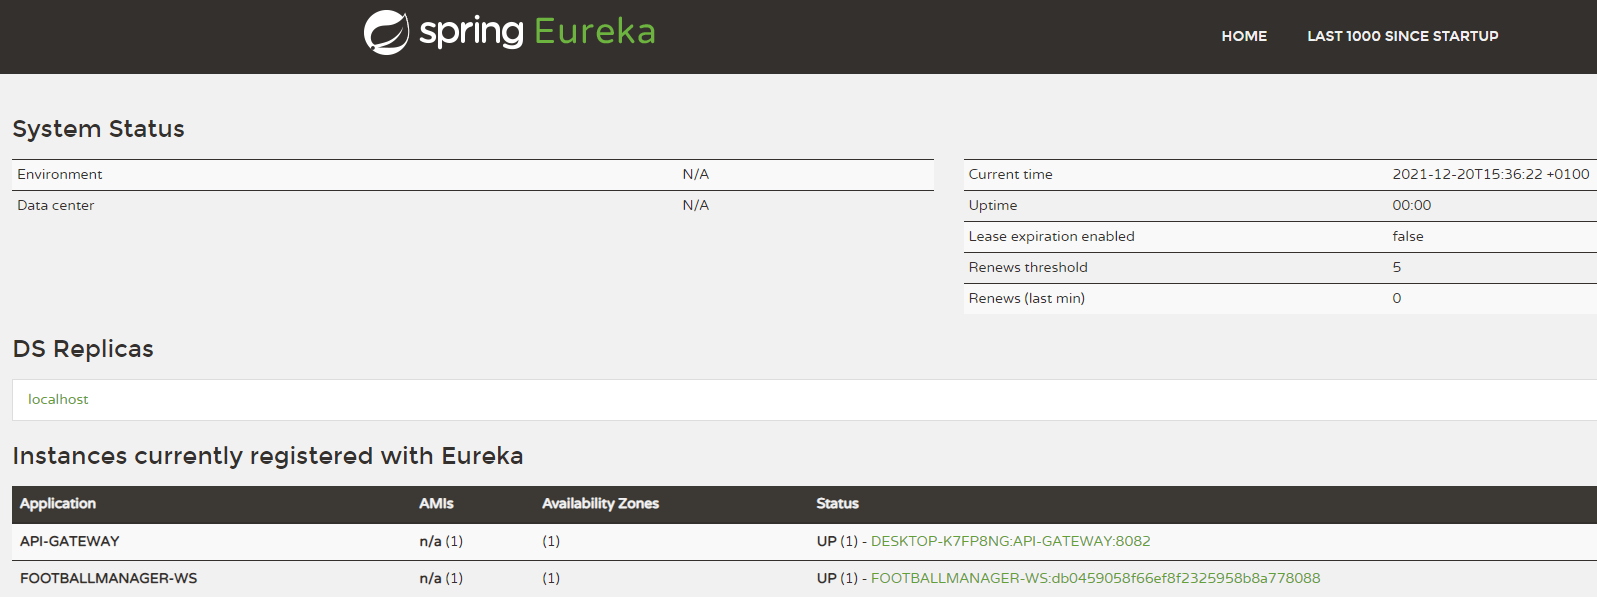 spring Eureka
HOME LAST 1000 SINCE STARTUP
System Status
Environment N/A
Data center N/A
Current time 2021-12-20T15:36:22 +0100
Uptime 00:00
Lease expiration enabled false
Renews threshold 5
Renews (last min) 0
DS Replicas
localhost
Instances currently registered with Eureka
Application AMIs Availability Zones Status
API-GATEWAY n/a (1) (1) UP (1) - DESKTOP-K7FP8NG:API-GATEWAY:8082
FOOTBALLMANAGER-WS n/a (1) (1) UP (1) - FOOTBALLMANAGER-WS:db0459058f66ef8f2325958b8a778088